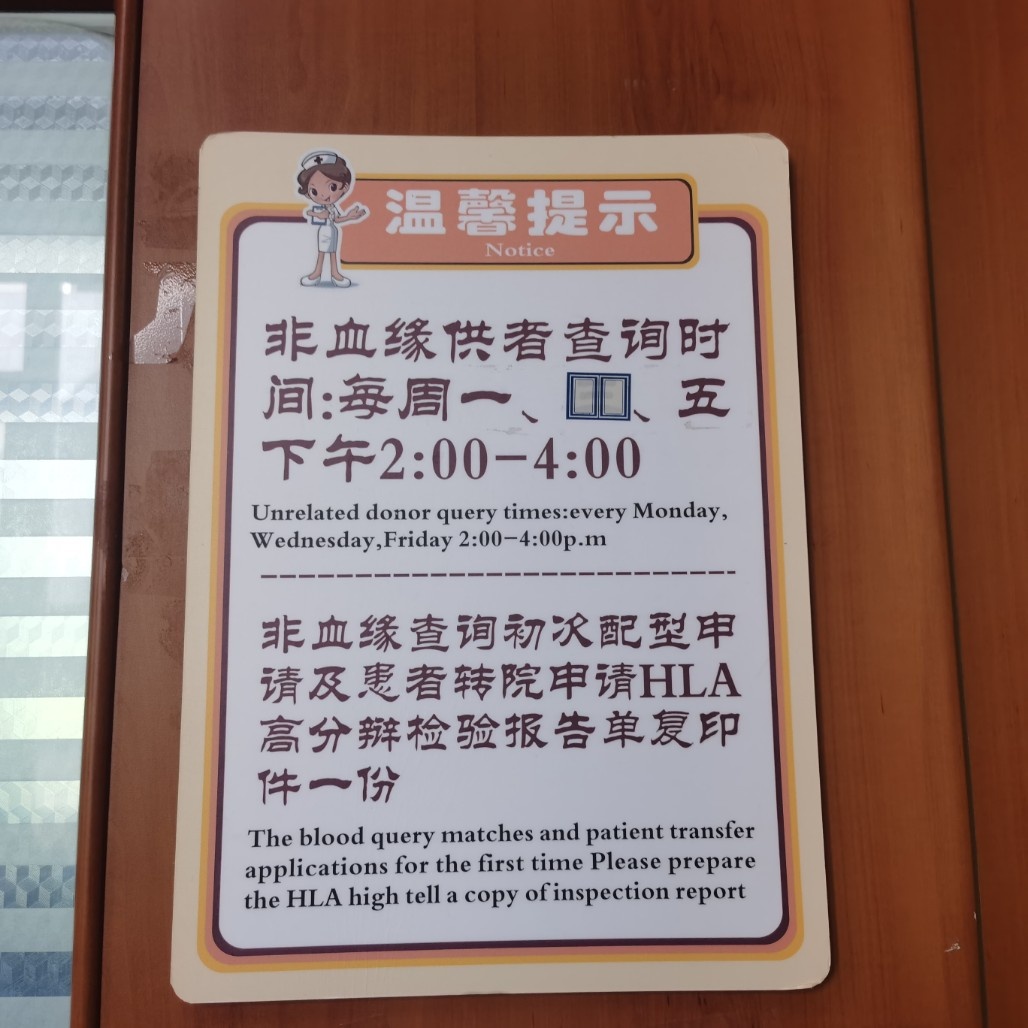 温馨提示
Notice
非血缘供者查询时
间:每周一、、五
下午2:00-4:00
Unrelated donor query times:every Monday,
Wednesday,Friday 2:00-4:00p.m
非血缘查询初次配型申
请及患者转院申请HLA
高分辩检验报告单复印
件一份
The blood query matches and patient transfer
applications for the first time Please prepare
the HLA high tell a copy of inspection report